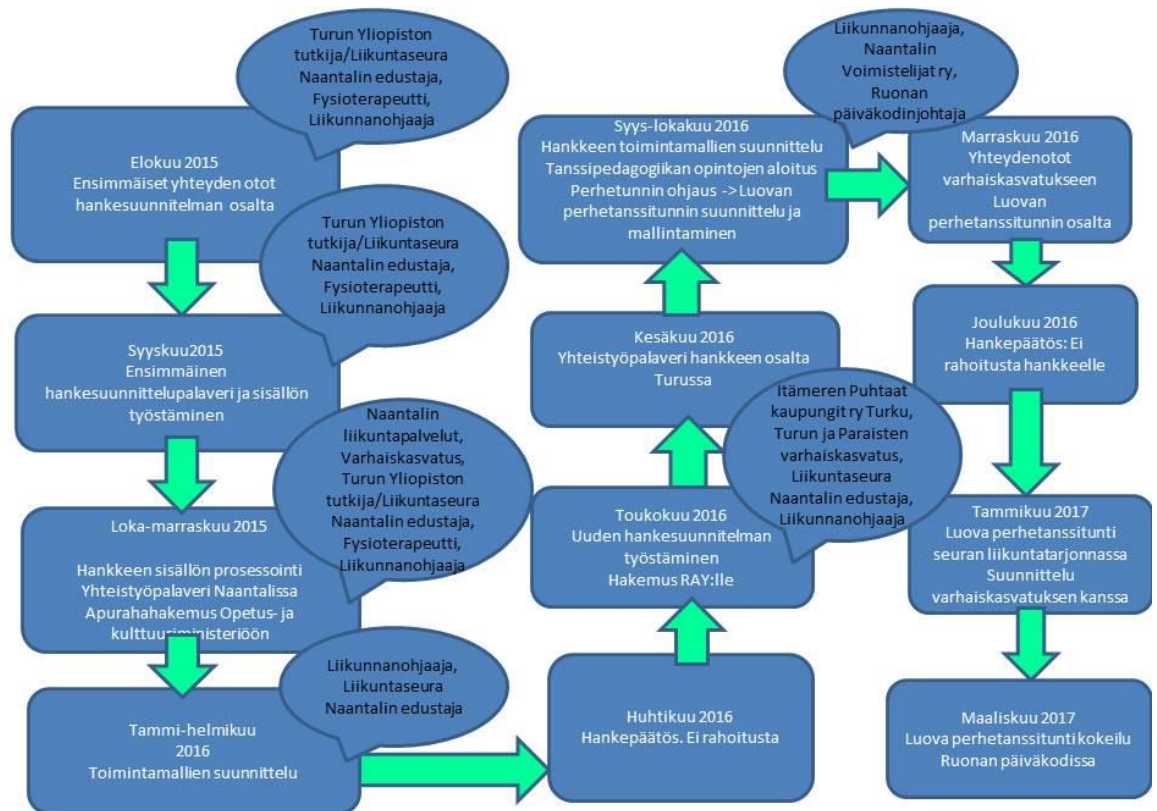 Turun Yliopiston
tutkija/Liikuntaseura
Naantalin edustaja,
Fysioterapeutti,
Liikunnanohjaaja
Elokuu 2015
Ensimmäiset yhteyden otot
hankesuunnitelman osalta
Turun Yliopiston
tutkija/Liikuntaseura
Naantalin edustaja,
Fysioterapeutti,
Liikunnanohjaaja
Syyskuu2015
Ensimmäinen
hankesuunnittelupalaveri ja sisällön
työstäminen
Naantalin
liikuntapalvelut,
Varhaiskasvatus,
Turun Yliopiston
tutkija/Liikuntaseura
Naantalin edustaja,
Fysioterapeutti,
Liikunnanohjaaja
Loka-marraskuu 2015
Hankkeen sisällön prosessointi
Yhteistyöpalaveri Naantalissa
Apurahahakemus Opetus- ja
kulttuuriministeriöön
Liikunnanohjaaja,
Liikuntaseura
Naantalin edustaja
Tammi-helmikuu
2016
Toimintamallien suunnittelu
Huhtikuu 2016
Hankepäätös. Ei rahoitusta
Toukokuu 2016
Uuden hankesuunnitelman
työstäminen
Hakemus RAY:lle
Itämeren Puhtaat
kaupungit ry Turku,
Turun ja Paraisten
varhaiskasvatus,
Liikuntaseura
Naantalin edustaja,
Liikunnanohjaaja
Kesäkuu 2016
Yhteistyöpalaveri hankkeen osalta
Turussa
Syys-lokakuu 2016
Hankkeen toimintamallien suunnittelu
Tanssipedagogiikan opintojen aloitus
Perhetunnin ohjaus -> Luovan
perhetanssitunnin suunnittelu ja
mallintaminen
Liikunnanohjaaja,
Naantalin
Voimistelijat ry,
Ruonan
päiväkodinjohtaja
Marraskuu 2016
Yhteydenotot
varhaiskasvatukseen
Luovan
perhetanssitunnin osalta
Joulukuu 2016
Hankepäätös: Ei
rahoitusta hankkeelle
Tammikuu 2017
Luova perhetanssitunti
seuran liikuntatarjonnassa
Suunnittelu
varhaiskasvatuksen kanssa
Maaliskuu 2017
Luova perhetanssitunti kokeilu
Ruonan päiväkodissa